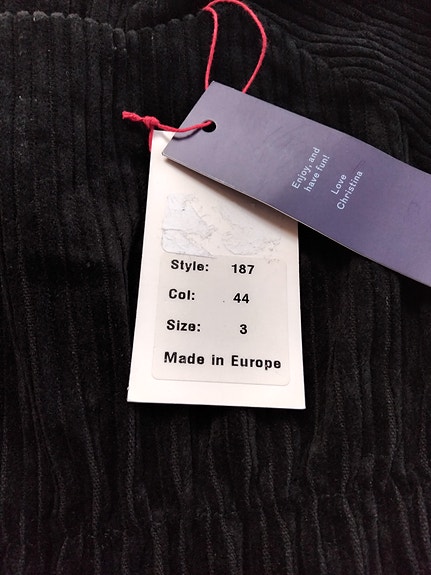 Enjoy, and
have fun!
Love
Christina
Style: 187
Col: 44
Size: 3
Made in Europe